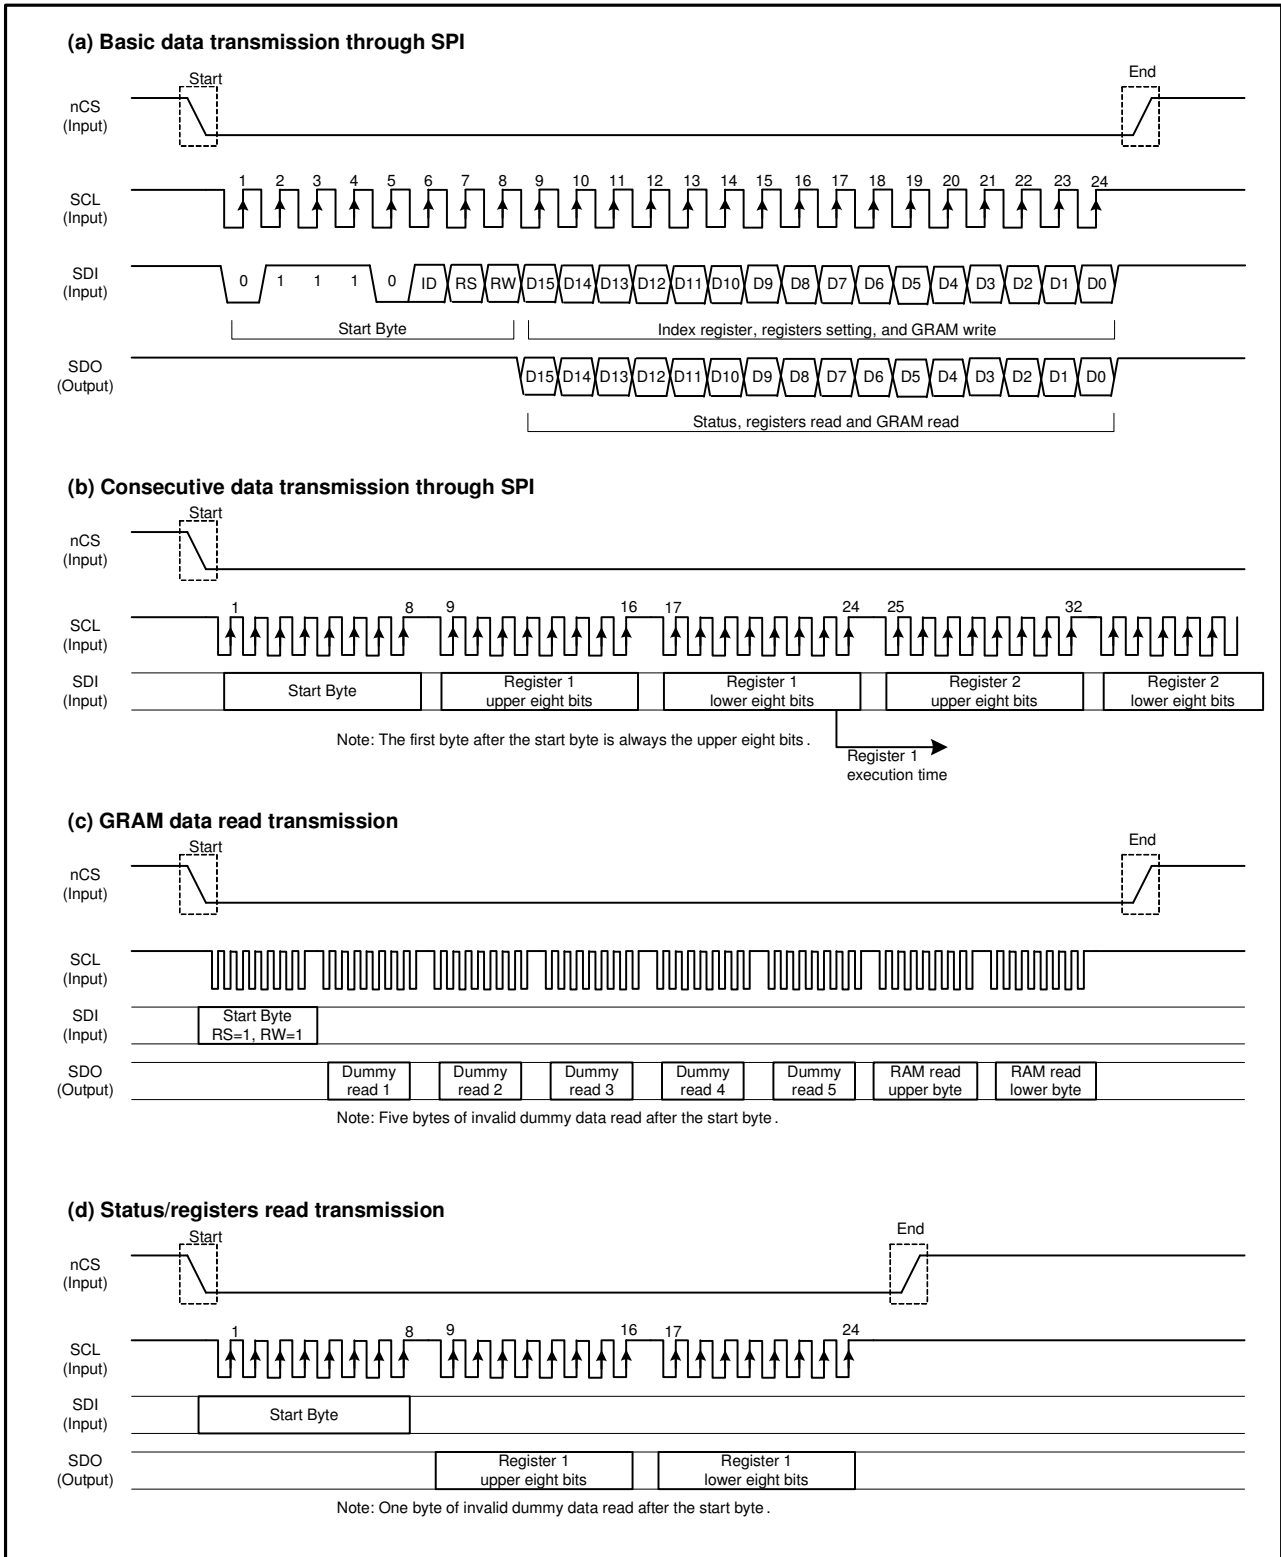 (a) Basic data transmission through SPI
Start
End
nCS
(Input)
1 2 3 4 5 6 7 8 9 10 11 12 13 14 15 16 17 18 19 20 21 22 23 24
SCL
(Input)
SDI
(Input)
0 1 1 1 0 ID RS RW D15 D14 D13 D12 D11 D10 D9 D8 D7 D6 D5 D4 D3 D2 D1 D0
Start Byte
Index register, registers setting, and GRAM write
SDO
(Output)
D15 D14 D13 D12 D11 D10 D9 D8 D7 D6 D5 D4 D3 D2 D1 D0
Status, registers read and GRAM read
(b) Consecutive data transmission through SPI
Start
nCS
(Input)
1 8 9 16 17 24 25 32
SCL
(Input)
SDI
(Input)
Start Byte
Register 1
upper eight bits
Register 1
lower eight bits
Register 2
upper eight bits
Register 2
lower eight bits
Note: The first byte after the start byte is always the upper eight bits .
Register 1
execution time
(c) GRAM data read transmission
Start
End
nCS
(Input)
SCL
(Input)
SDI
(Input)
Start Byte
RS=1, RW=1
SDO
(Output)
Dummy
read 1
Dummy
read 2
Dummy
read 3
Dummy
read 4
Dummy
read 5
RAM read
upper byte
RAM read
lower byte
Note: Five bytes of invalid dummy data read after the start byte .
(d) Status/registers read transmission
Start
End
nCS
(Input)
1 8 9 16 17 24
SCL
(Input)
SDI
(Input)
Start Byte
SDO
(Output)
Register 1
upper eight bits
Register 1
lower eight bits
Note: One byte of invalid dummy data read after the start byte .